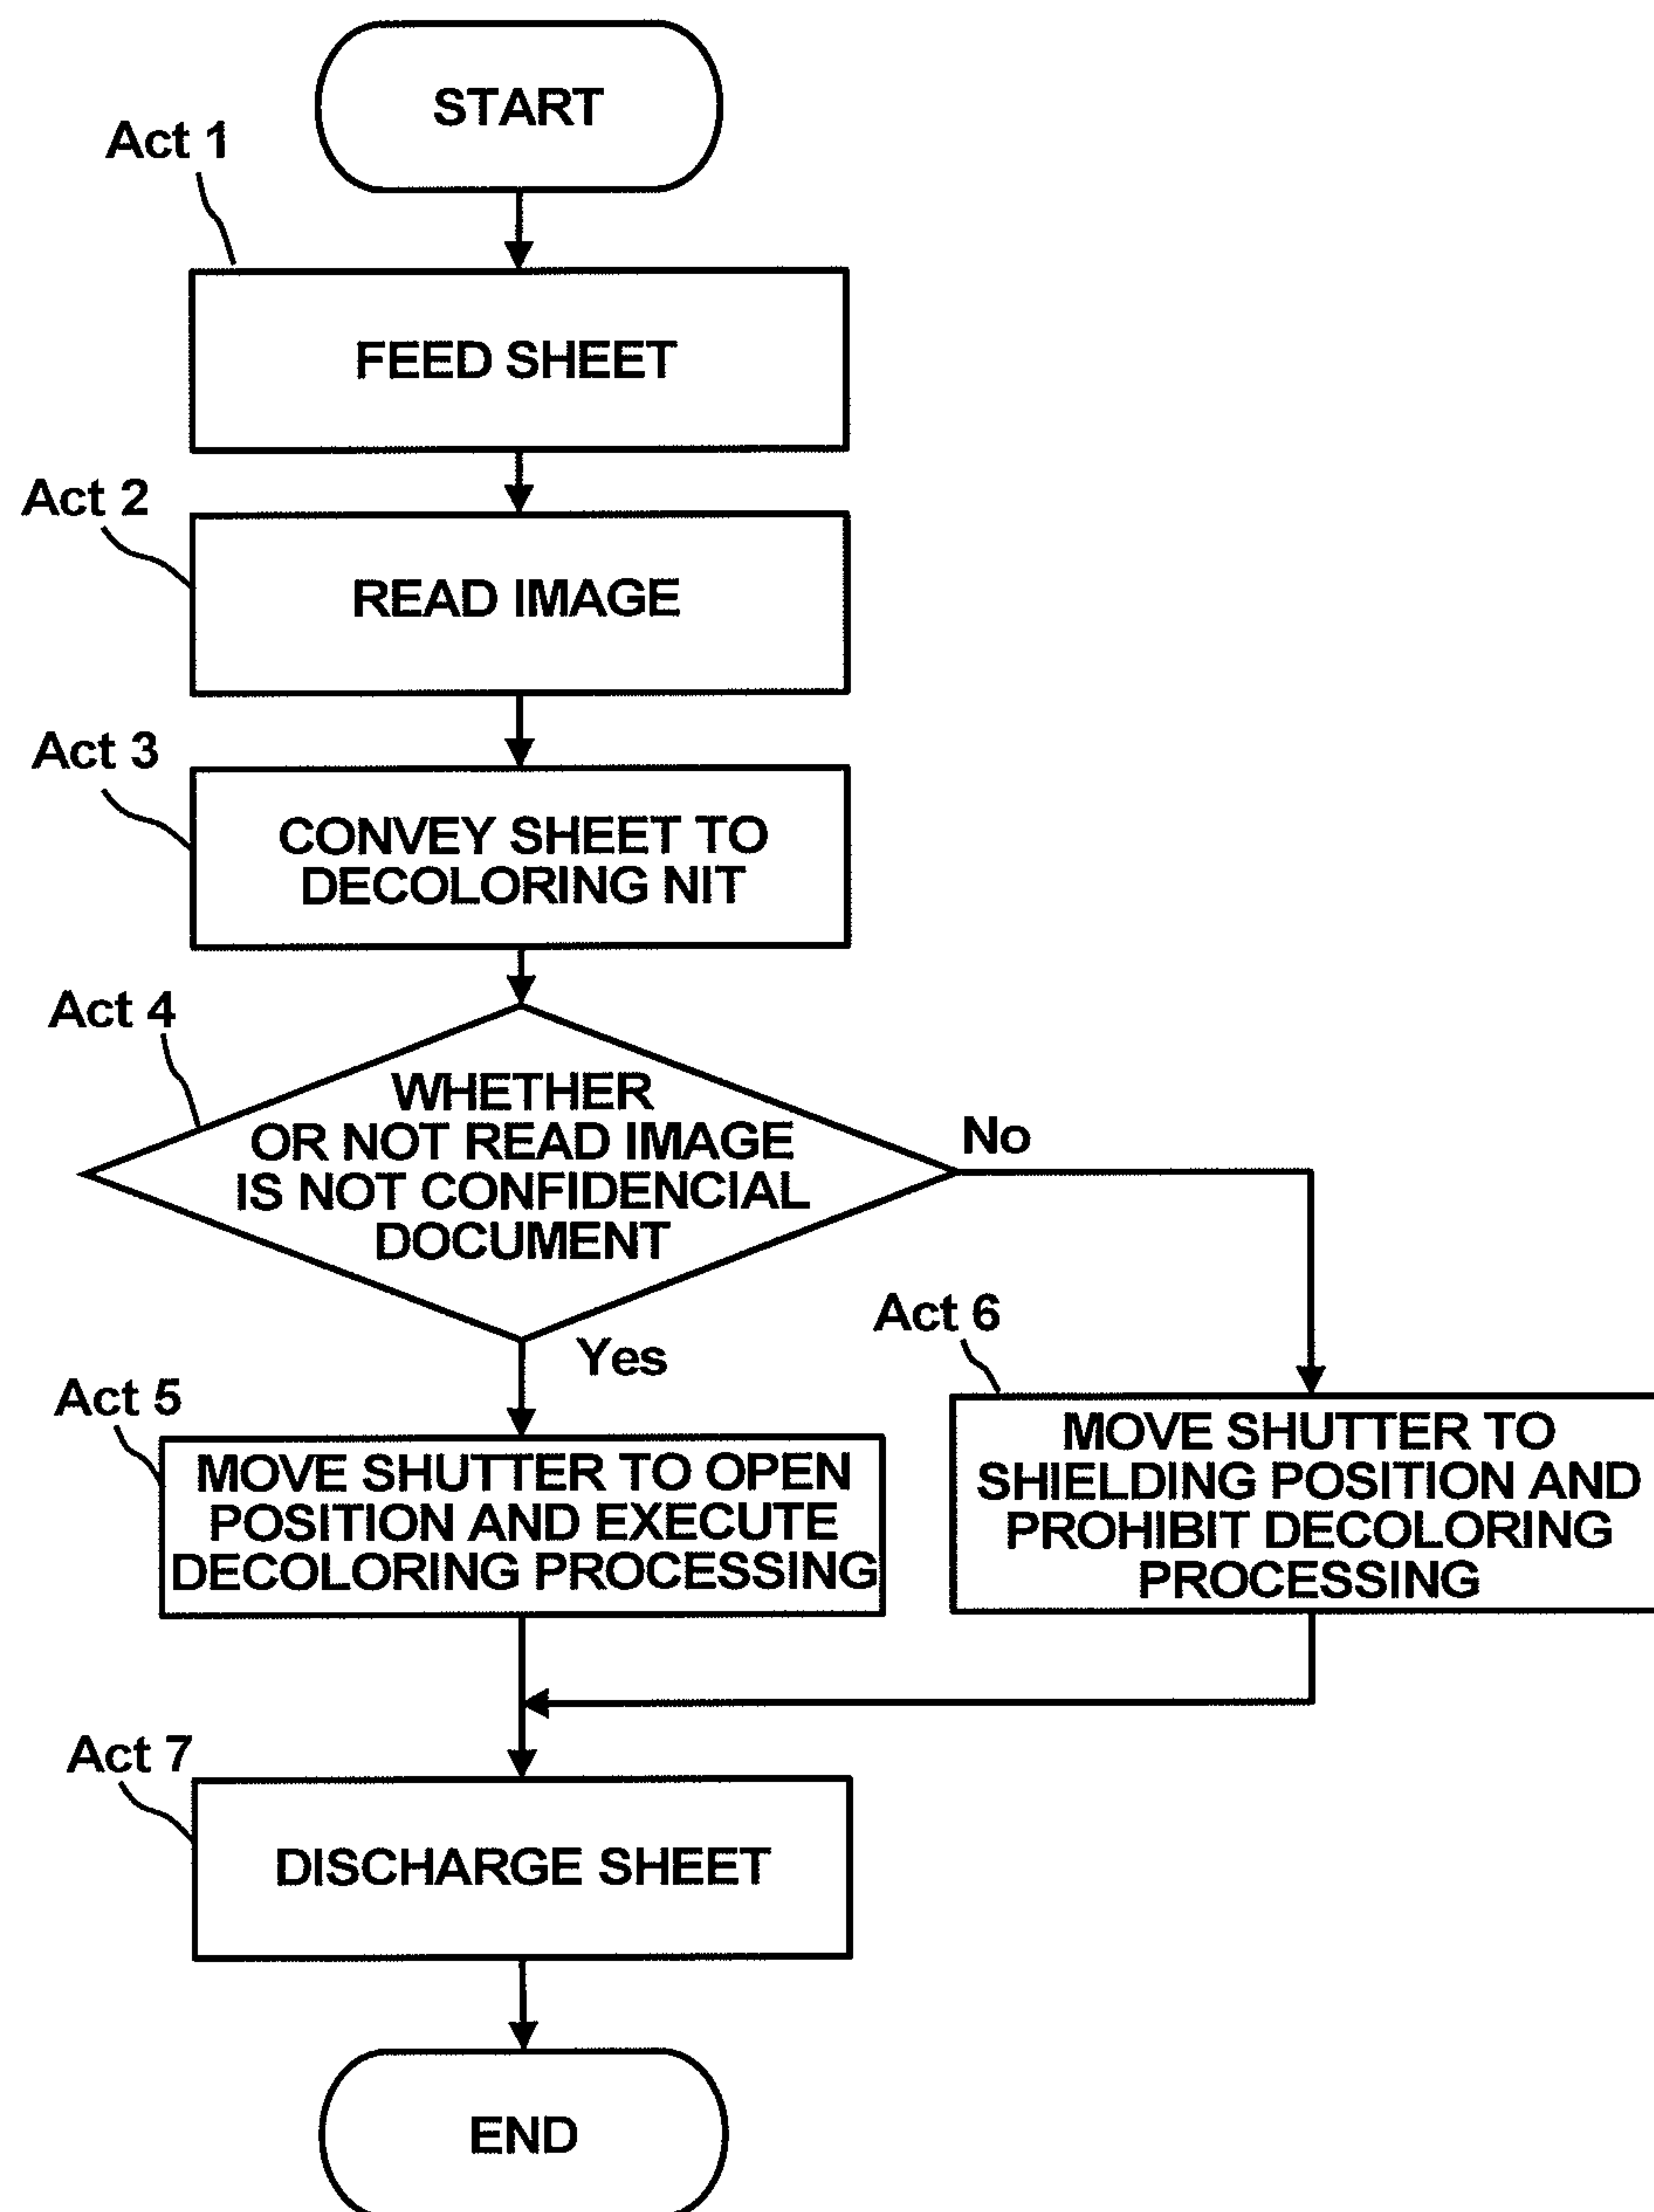 START
Act 1
FEED SHEET
Act 2
READ IMAGE
Act 3
CONVEY SHEET TO
DECOLORING NIT
Act 4
WHETHER
OR NOT READ IMAGE
IS NOT CONFIDENCIAL
DOCUMENT
No
Yes
Act 5
MOVE SHUTTER TO OPEN
POSITION AND EXECUTE
DECOLORING PROCESSING
Act 6
MOVE SHUTTER TO
SHIELDING POSITION AND
PROHIBIT DECOLORING
PROCESSING
Act 7
DISCHARGE SHEET
END